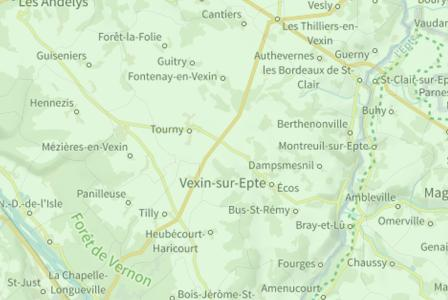 Les Andelys
Vesly
Cantiers
Les Thilliers-en-
Vexin
Forêt-la-Folie
Guiseniers
Authevernes
Guerny
Guitry
les Bordeaux de St-
Clair
Fontenay-en-Vexin
St-Clair-sur-Epte
L'Epte
Hennezis
Buhy
Tourny
Berthenonville
Mézières-en-Vexin
Montreuil-sur-Epte
Dampsmesnil
Vexin-sur-Epte
Écos
Panilleuse
Ambleville
Tilly
Bus-St-Rémy
Omerville
Bray-et-Lû
Heubécourt-
Haricourt
Forêt de Vernon
N.-D.-de-l'Isle
Fourges
Chaussy
La Chapelle-
Longueville
St-Just
Bois-Jérôme-St-
Amenucourt